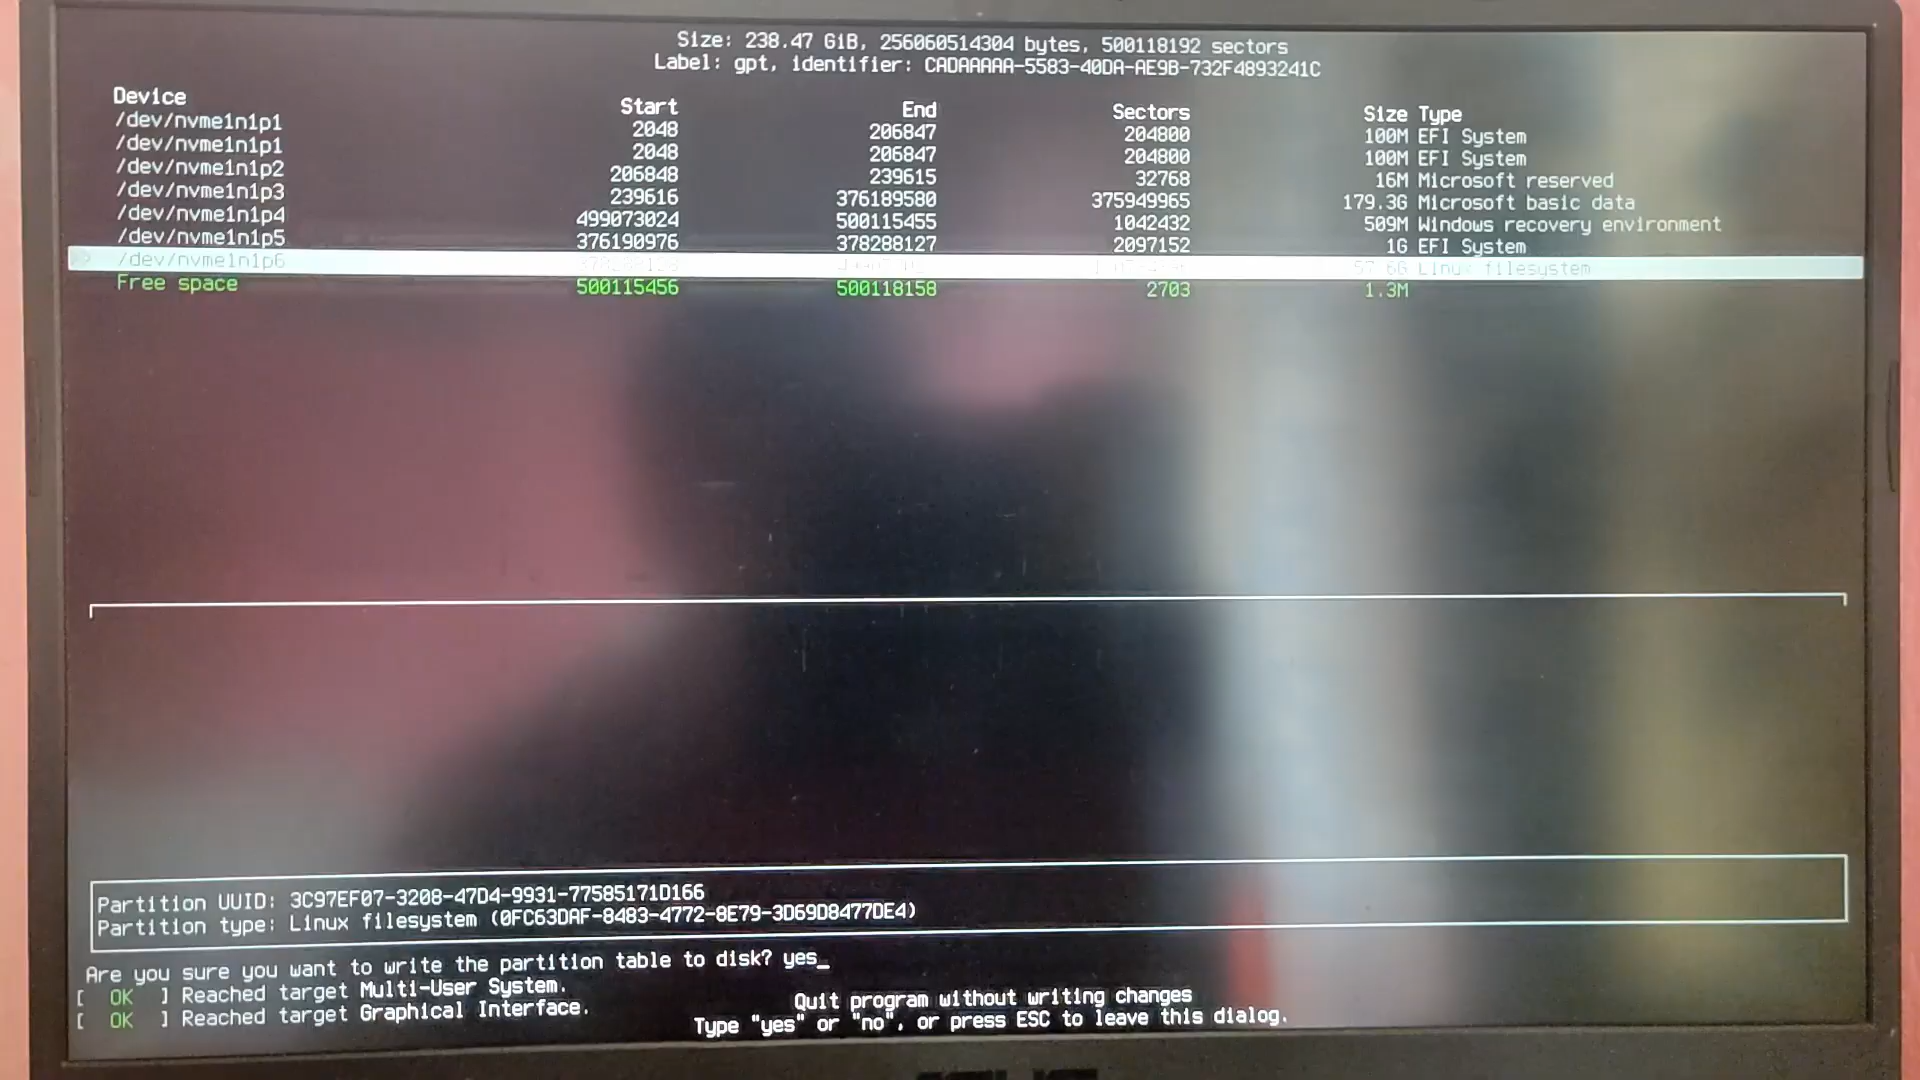 Size: 238.47 GiB, 256060514304 bytes, 500118192 sectors
Label: gpt, identifier: CADAAAAA-5583-40DA-AE9B-732F4893241C
Device Start End Sectors Size Type
/dev/nvme1n1p1 2048 206847 204800 100M EFI System
/dev/nvme1n1p1 2048 206847 204800 100M EFI System
/dev/nvme1n1p2 206848 239615 32768 16M Microsoft reserved
/dev/nvme1n1p3 239616 376189580 375949965 179.3G Microsoft basic data
/dev/nvme1n1p4 499073024 500115455 1042432 509M Windows recovery environment
/dev/nvme1n1p5 376190976 378288127 2097152 1G EFI System
/dev/nvme1n1p6 57.6G Linux filesystem
Free space 500115456 500118158 2703 1.3M
Partition UUID: 3C97EF07-3208-47D4-9931-77585171D166
Partition type: Linux filesystem (0FC63DAF-8483-4772-8E79-3D69D8477DE4)
Are you sure you want to write the partition table to disk? yes_
[ OK ] Reached target Multi-User System.
[ OK ] Reached target Graphical Interface.
Quit program without writing changes
Type "yes" or "no", or press ESC to leave this dialog.